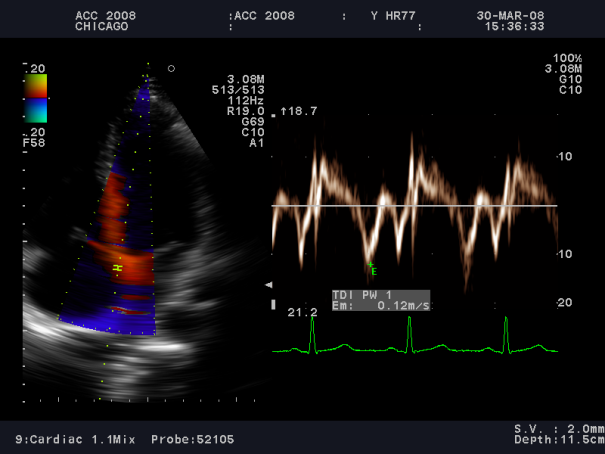 ACC 2008 :ACC 2008 : Y HR77 30-MAR-08
CHICAGO : : 15:36:33
.20
.20
F58
3.08M
513/513
112Hz
R19.0
G69
C10
A1
100%
3.08M
G10
C10
↑18.7
-10
10
20
E
TDI PW 1
Em: 0.12m/s
21.2
S.V. : 2.0mm
9:Cardiac 1.1Mix Probe:52105 Depth:11.5cm